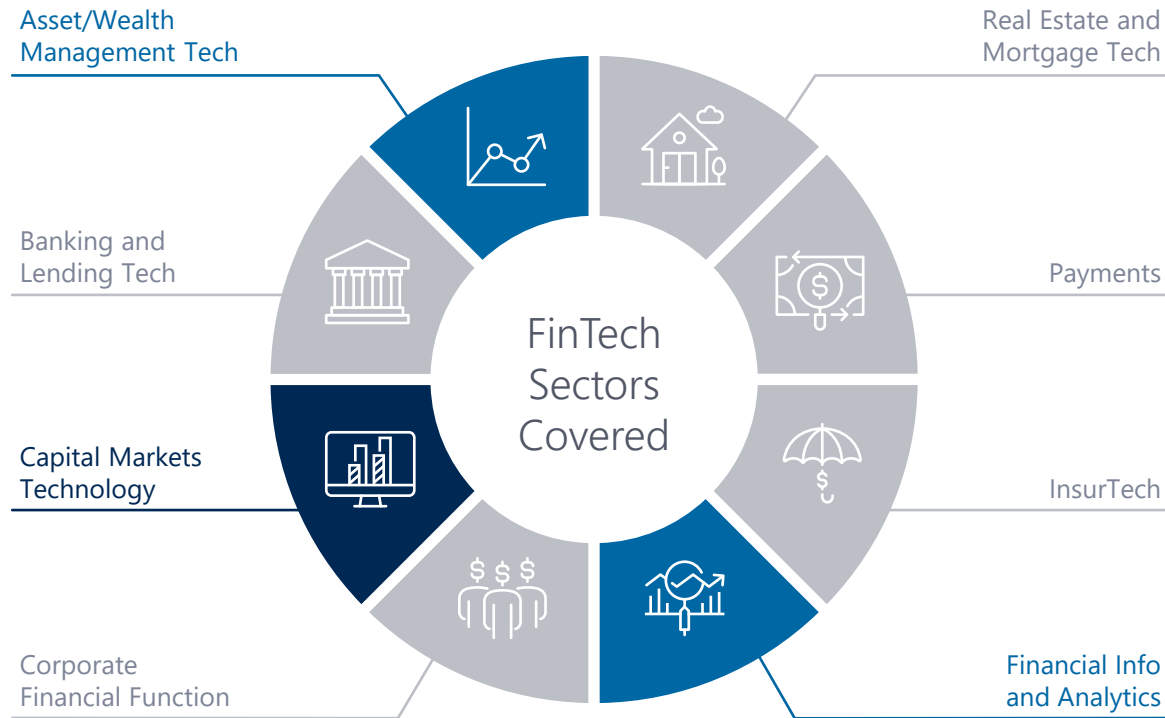 Asset/Wealth
Management Tech
Real Estate and
Mortgage Tech
Banking and
Lending Tech
Payments
FinTech
Sectors
Covered
Capital Markets
Technology
InsurTech
Corporate
Financial Function
Financial Info
and Analytics
$
$
$ $ $